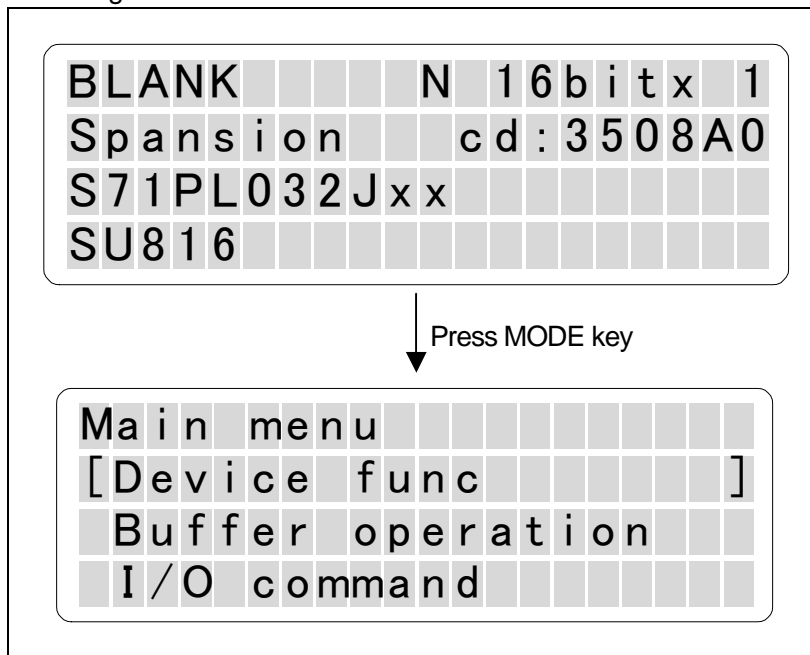 BLANK N 16bitx 1
Spansion cd:3508A0
S71PL032Jxx
SU816
Press MODE key
Main menu
[Device func ]
Buffer operation
I/O command